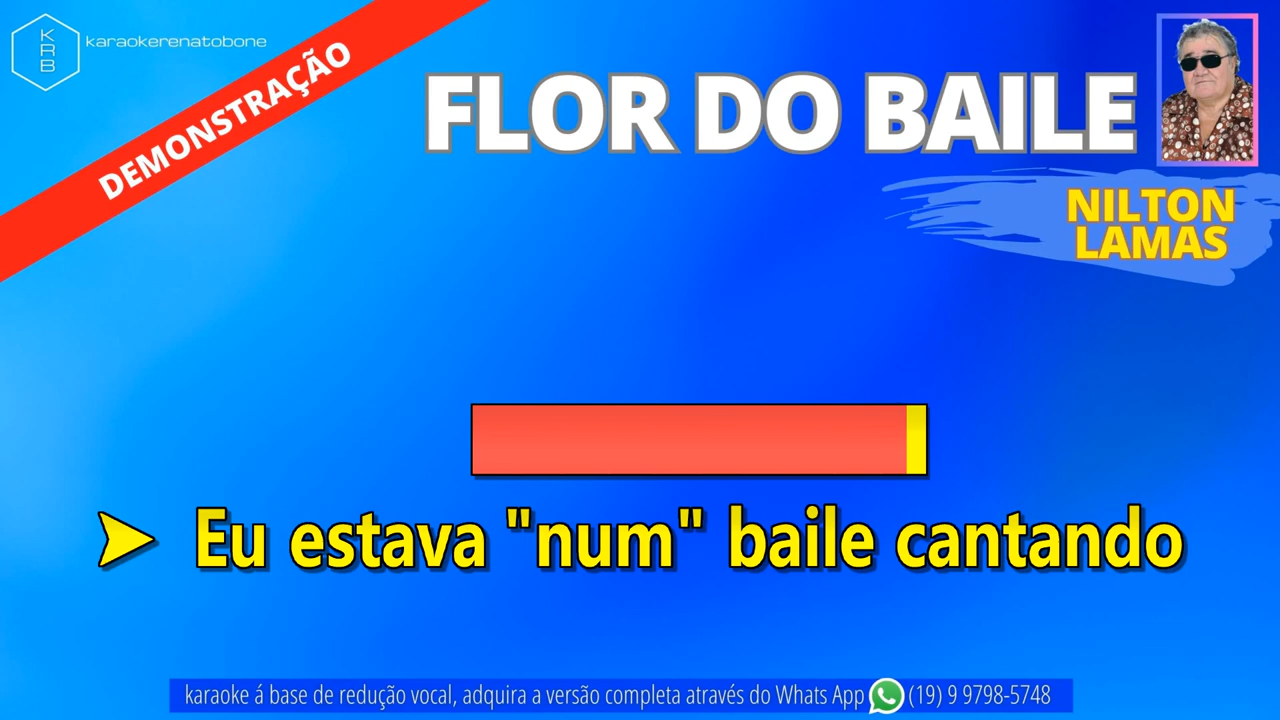 K
R
B
karaokerenatobone
DEMONSTRAÇÃO
FLOR DO BAILE
NILTON
LAMAS
Eu estava "num" baile cantando
karaoke á base de redução vocal, adquira a versão completa através do Whats App (19) 9 9798-5748